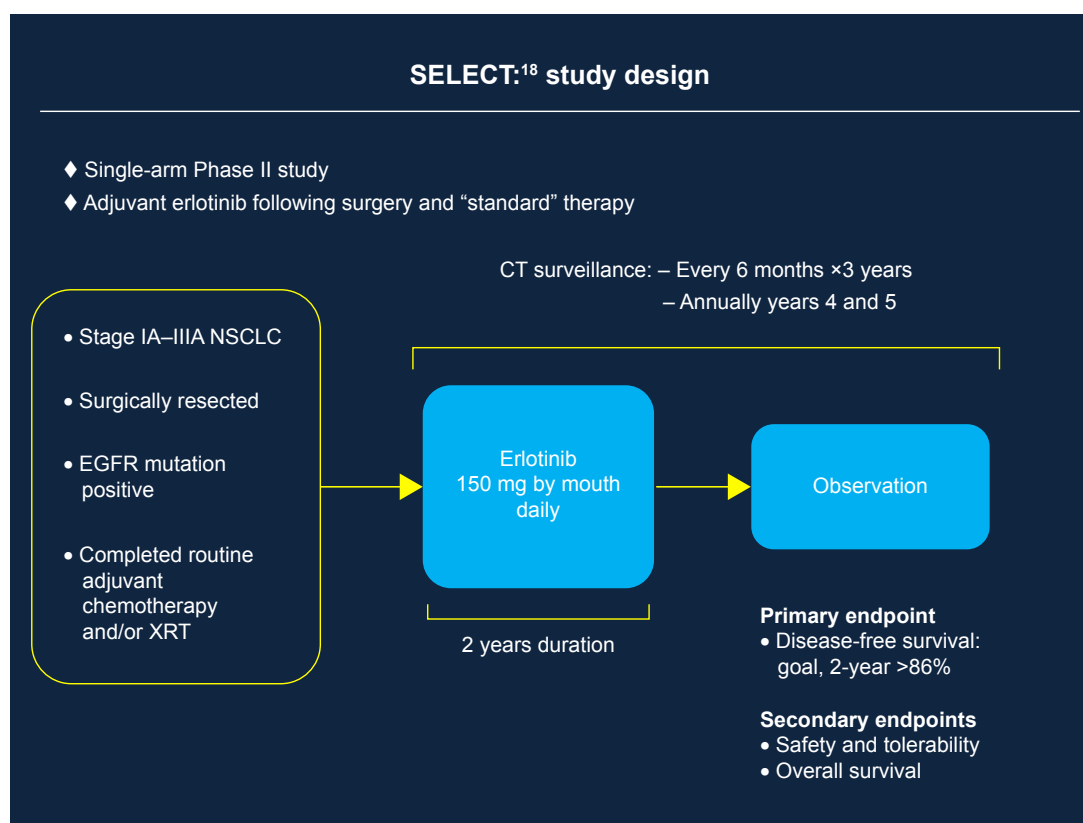 SELECT:18 study design
♦ Single-arm Phase II study
♦ Adjuvant erlotinib following surgery and “standard” therapy
CT surveillance: – Every 6 months ×3 years
– Annually years 4 and 5
• Stage IA–IIIA NSCLC
• Surgically resected
• EGFR mutation
positive
• Completed routine
adjuvant
chemotherapy
and/or XRT
Erlotinib
150 mg by mouth
daily
2 years duration
Observation
Primary endpoint
• Disease-free survival:
goal, 2-year >86%
Secondary endpoints
• Safety and tolerability
• Overall survival